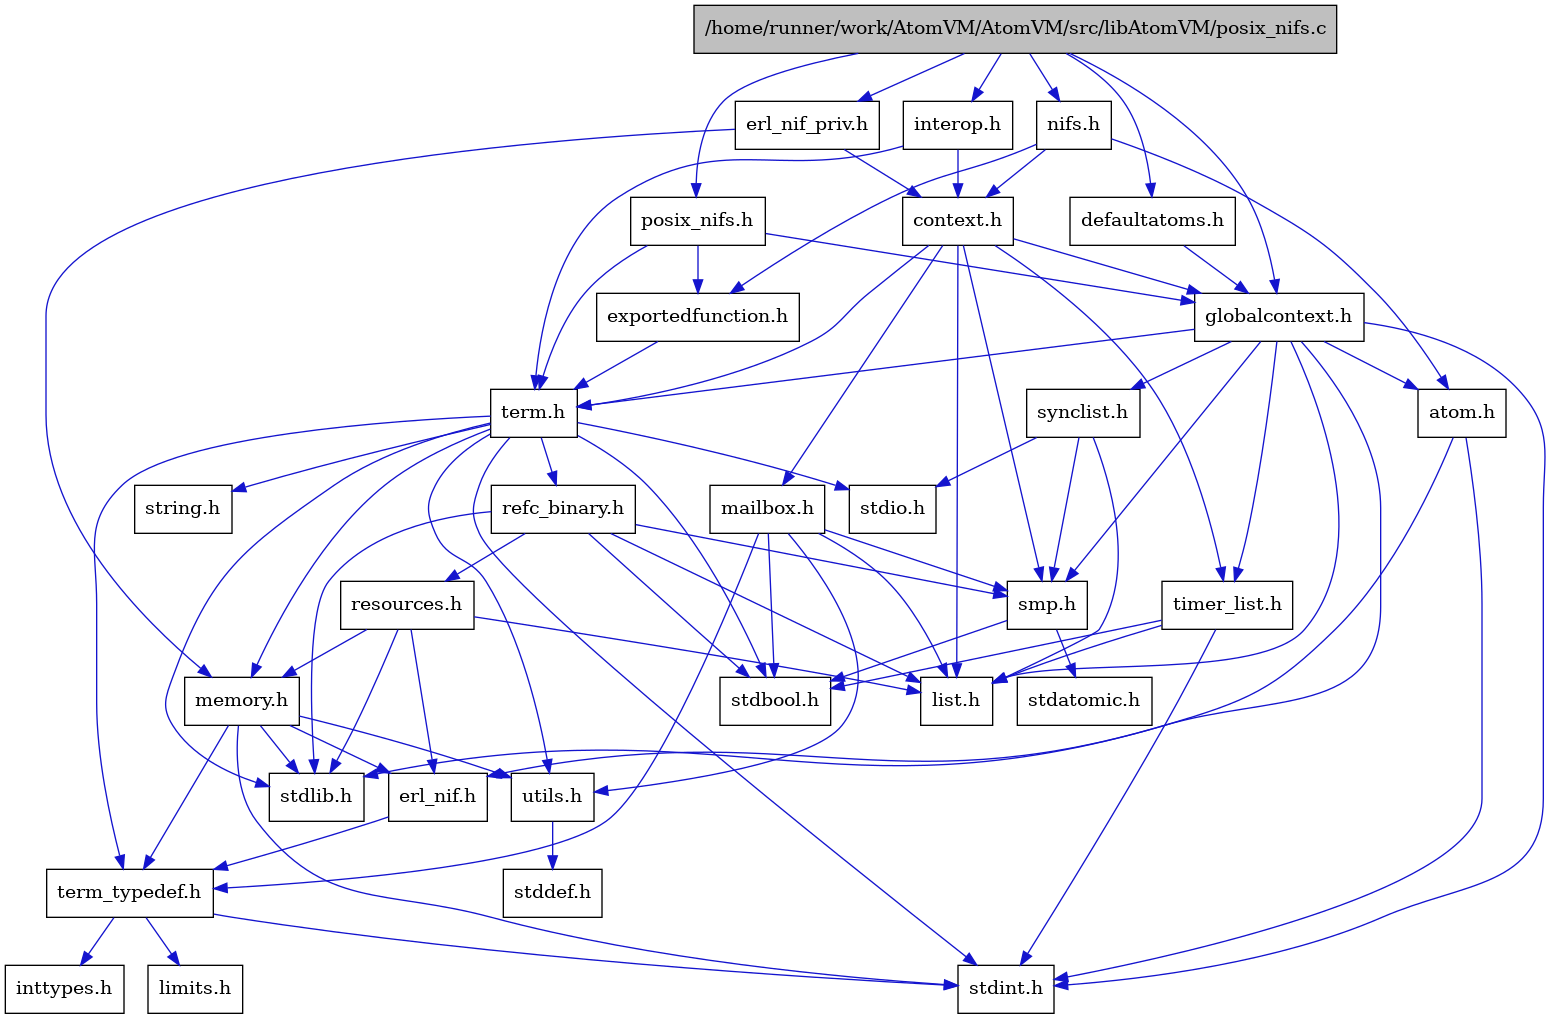 /home/runner/work/AtomVM/AtomVM/src/libAtomVM/posix_nifs.c
erl_nif_priv.h
interop.h
nifs.h
posix_nifs.h
context.h
defaultatoms.h
exportedfunction.h
globalcontext.h
term.h
synclist.h
atom.h
string.h
refc_binary.h
mailbox.h
stdio.h
resources.h
smp.h
timer_list.h
memory.h
stdbool.h
list.h
stdatomic.h
stdlib.h
erl_nif.h
utils.h
term_typedef.h
stddef.h
inttypes.h
limits.h
stdint.h